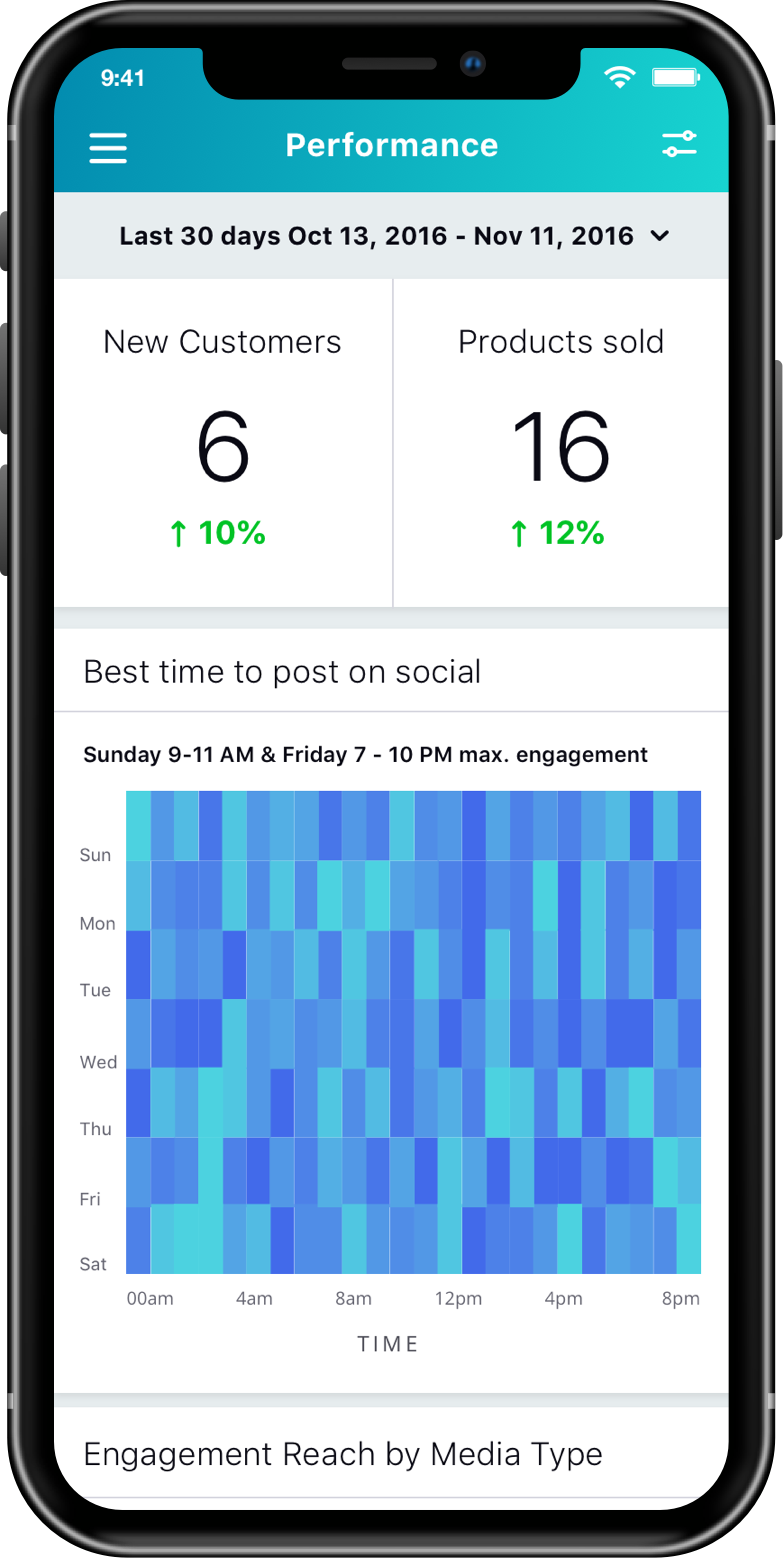 9:41
Performance
Last 30 days Oct 13, 2016 - Nov 11, 2016
New Customers
Products sold
6
16
↑ 10%
↑ 12%
Best time to post on social
Sunday 9-11 AM & Friday 7 - 10 PM max. engagement
Sun
Mon
Tue
Wed
Thu
Fri
Sat
00am 4am 8am 12pm 4pm 8pm
TIME
Engagement Reach by Media Type